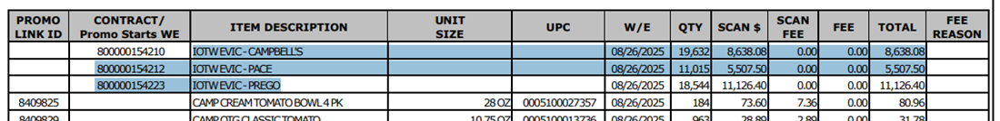 PROMO LINK ID CONTRACT/ Promo Starts WE ITEM DESCRIPTION UNIT SIZE UPC W/E QTY SCAN $ SCAN FEE FEE TOTAL FEE REASON
800000154210 IOTW EVIC - CAMPBELL'S 08/26/2025 19,632 8,638.08 0.00 0.00 8,638.08
800000154212 IOTW EVIC - PACE 08/26/2025 11,015 5,507.50 0.00 0.00 5,507.50
800000154223 IOTW EVIC - PREGO 08/26/2025 18,544 11,126.40 0.00 0.00 11,126.40
8409825 CAMP CREAM TOMATO BOWL 4 PK 28 OZ 0005100027357 08/26/2025 184 73.60 7.36 0.00 80.96
8409829 CAMP OTG CLASSIC TOMATO 10.75 OZ 0005100013736 08/26/2025 963 28.89 2.89 0.00 31.78